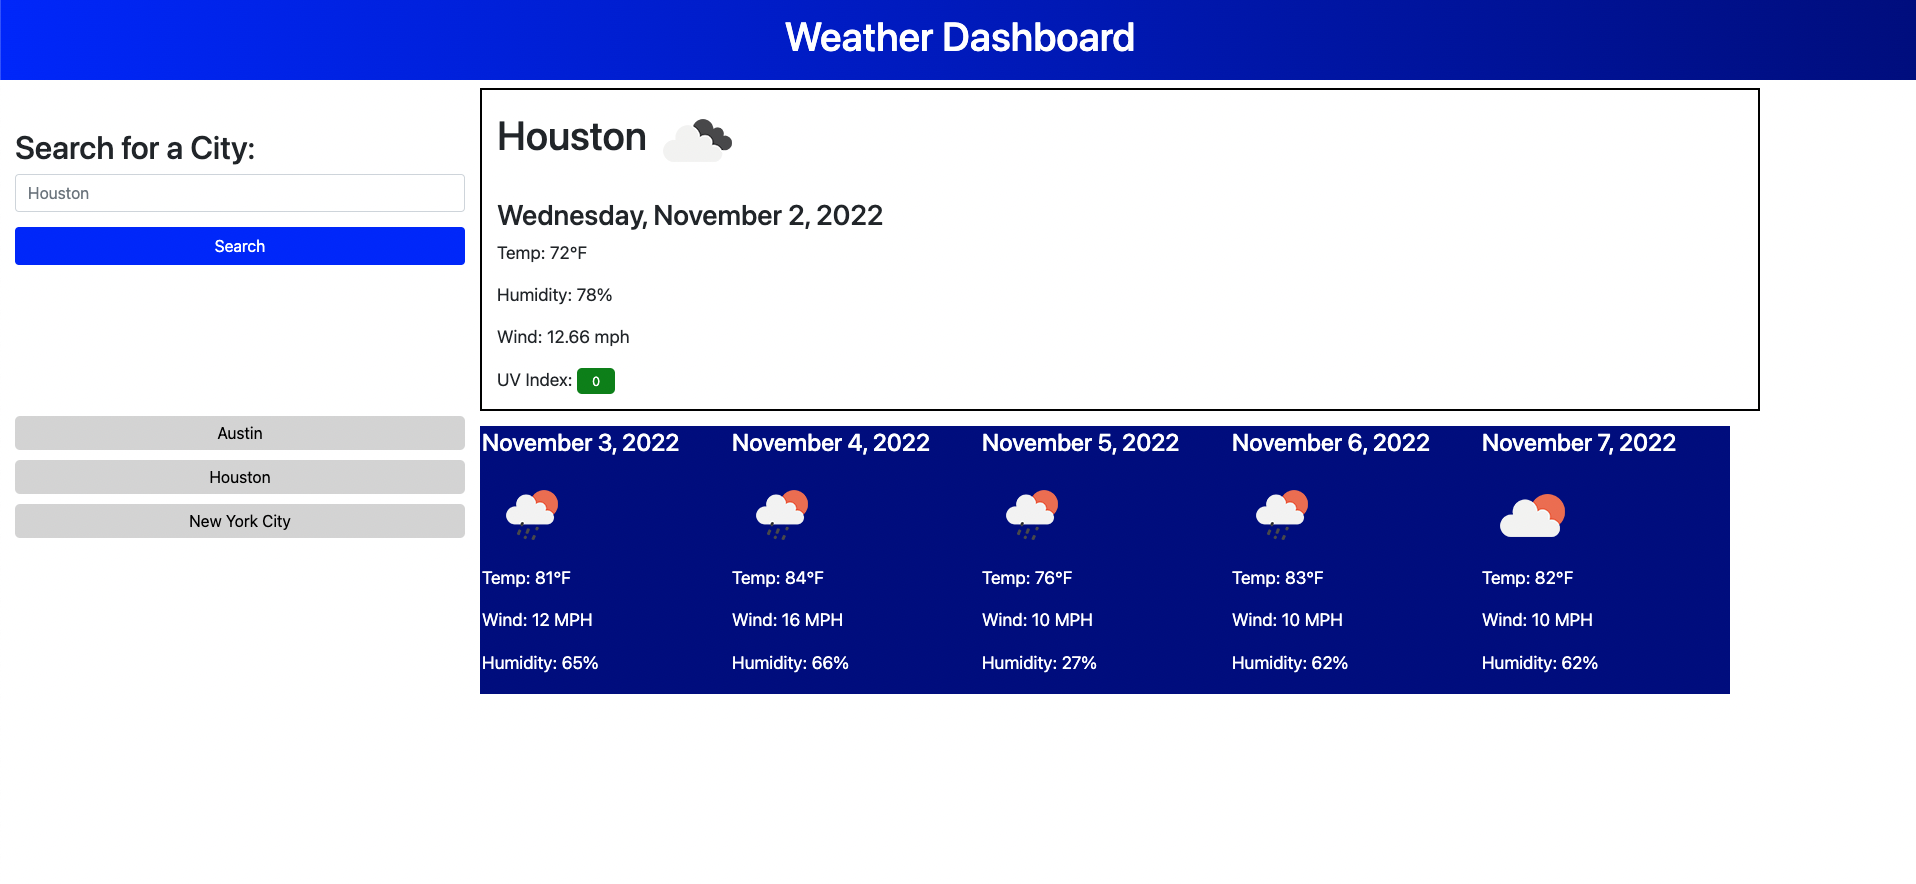 Weather Dashboard
Search for a City:
Houston
Search
Austin
Houston
New York City
Houston
Wednesday, November 2, 2022
Temp: 72°F
Humidity: 78%
Wind: 12.66 mph
UV Index: 0
November 3, 2022
Temp: 81°F
Wind: 12 MPH
Humidity: 65%
November 4, 2022
Temp: 84°F
Wind: 16 MPH
Humidity: 66%
November 5, 2022
Temp: 76°F
Wind: 10 MPH
Humidity: 27%
November 6, 2022
Temp: 83°F
Wind: 10 MPH
Humidity: 62%
November 7, 2022
Temp: 82°F
Wind: 10 MPH
Humidity: 62%